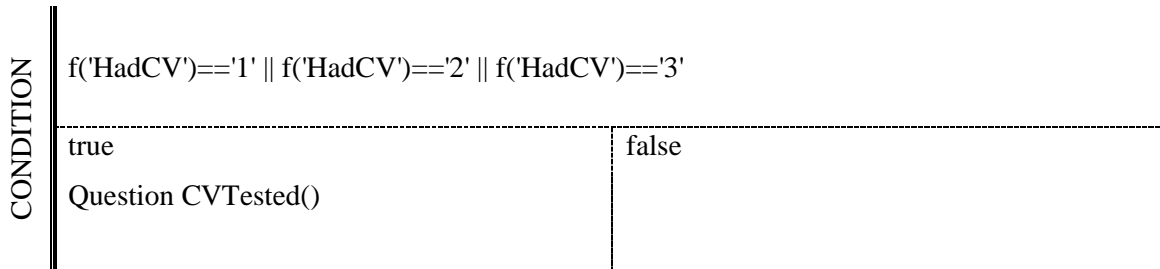 CONDITION
f('HadCV')=='1' || f('HadCV')=='2' || f('HadCV')=='3'
true
Question CVTested()
false